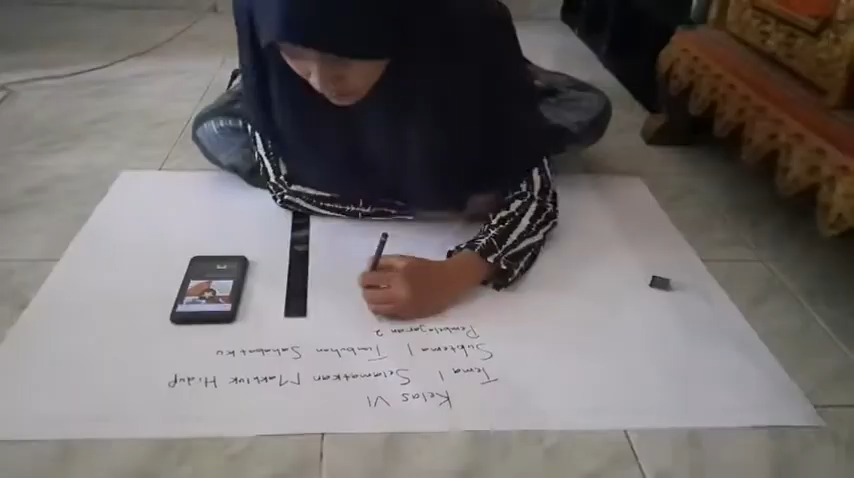 Kelas VI
Tema 1 Selamatkan Makhluk Hidup
Subtema 1 Tumbuhan Sahabatku
Pembelajaran 2